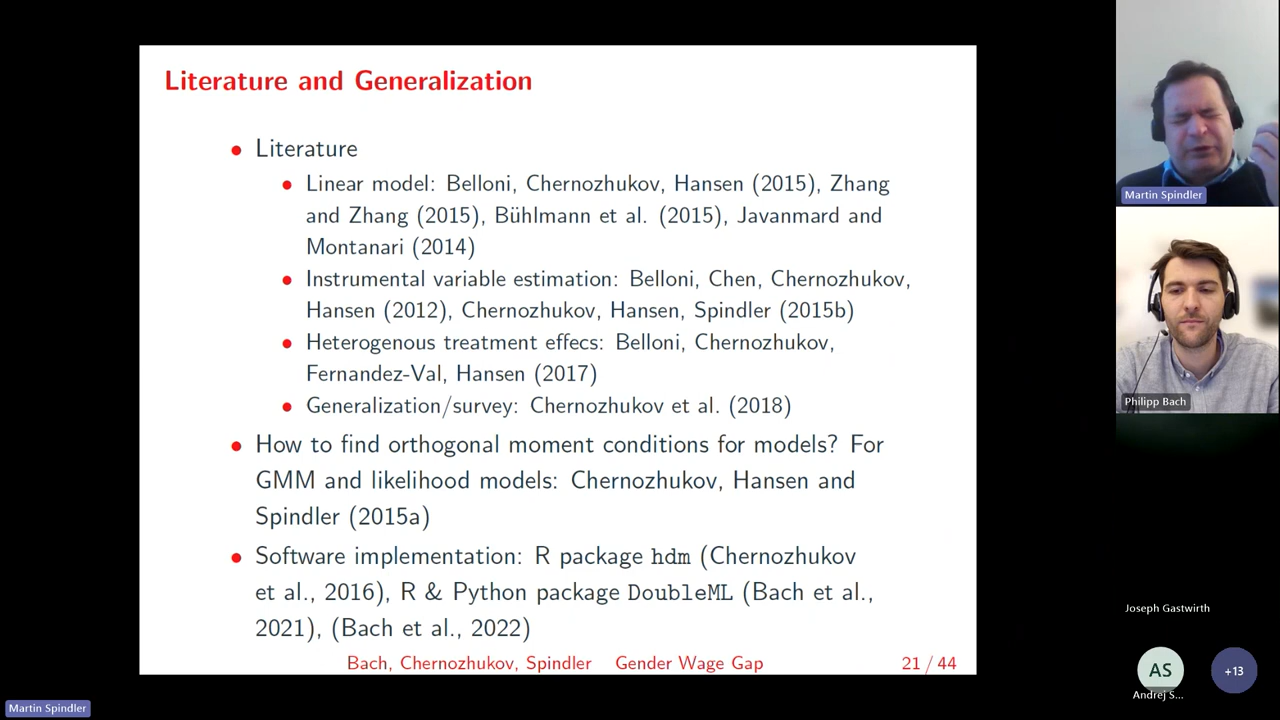 Literature and Generalization
• Literature
• Linear model: Belloni, Chernozhukov, Hansen (2015), Zhang
and Zhang (2015), Bühlmann et al. (2015), Javanmard and
Montanari (2014)
• Instrumental variable estimation: Belloni, Chen, Chernozhukov,
Hansen (2012), Chernozhukov, Hansen, Spindler (2015b)
• Heterogenous treatment effecs: Belloni, Chernozhukov,
Fernandez-Val, Hansen (2017)
• Generalization/survey: Chernozhukov et al. (2018)
• How to find orthogonal moment conditions for models? For
GMM and likelihood models: Chernozhukov, Hansen and
Spindler (2015a)
• Software implementation: R package hdm (Chernozhukov
et al., 2016), R & Python package DoubleML (Bach et al.,
2021), (Bach et al., 2022)
Bach, Chernozhukov, Spindler Gender Wage Gap 21 / 44
Martin Spindler
Martin Spindler
Philipp Bach
Joseph Gastwirth
AS
Andrej S...
+13